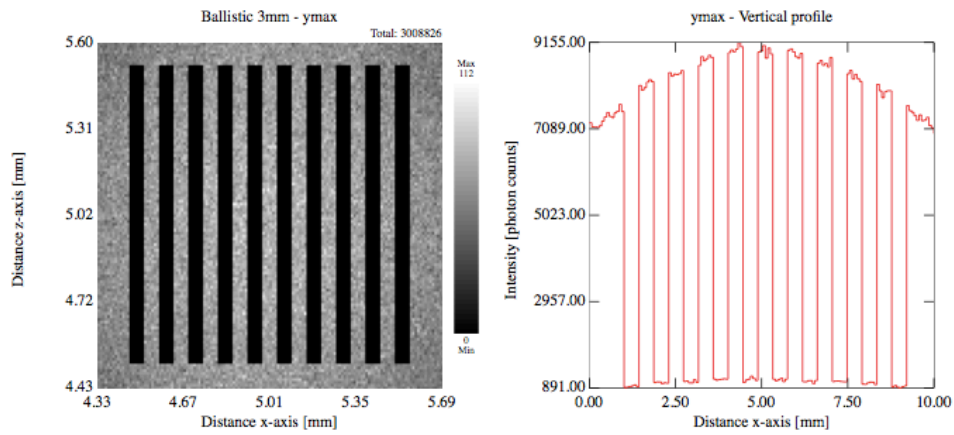 Ballistic 3mm - ymax
Total: 3008826
5.60
5.31
5.02
4.72
4.43
Distance z-axis [mm]
4.33 4.67 5.01 5.35 5.69
Distance x-axis [mm]
Max
112
0
Min
ymax - Vertical profile
9155.00
7089.00
5023.00
2957.00
891.00
Intensity [photon counts]
0.00 2.50 5.00 7.50 10.00
Distance x-axis [mm]